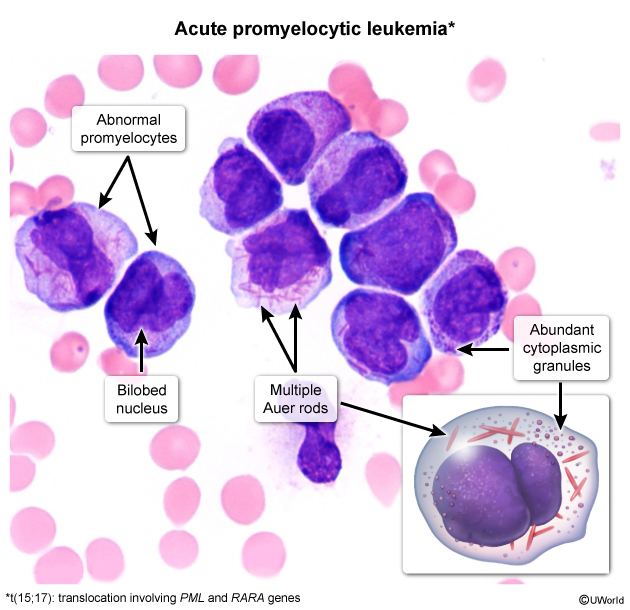 Acute promyelocytic leukemia*
Abnormal
promyelocytes
Bilobed
nucleus
Multiple
Auer rods
Abundant
cytoplasmic
granules
*t(15;17): translocation involving PML and RARA genes
©UWorld